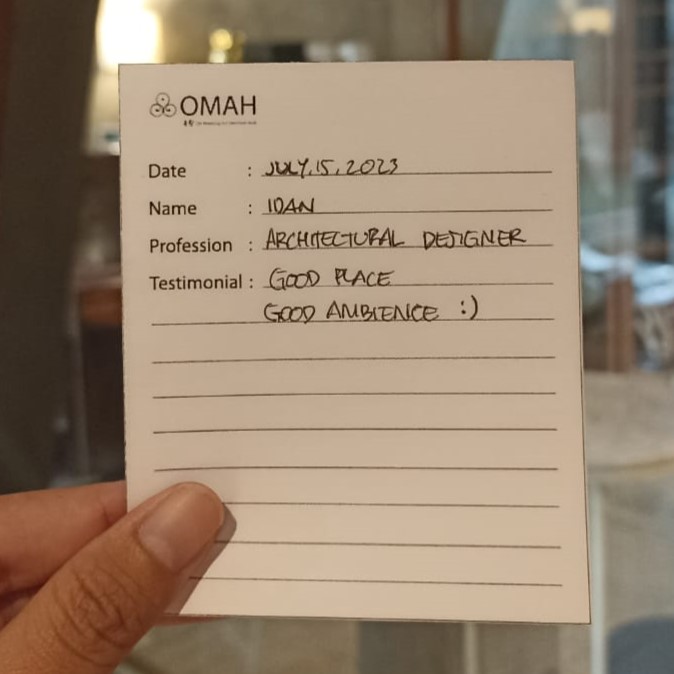 OMAH
Date : JULY, 15, 2023
Name : IDAN
Profession : ARCHITECTURAL DESIGNER
Testimonial : GOOD PLACE
GOOD AMBIENCE :)